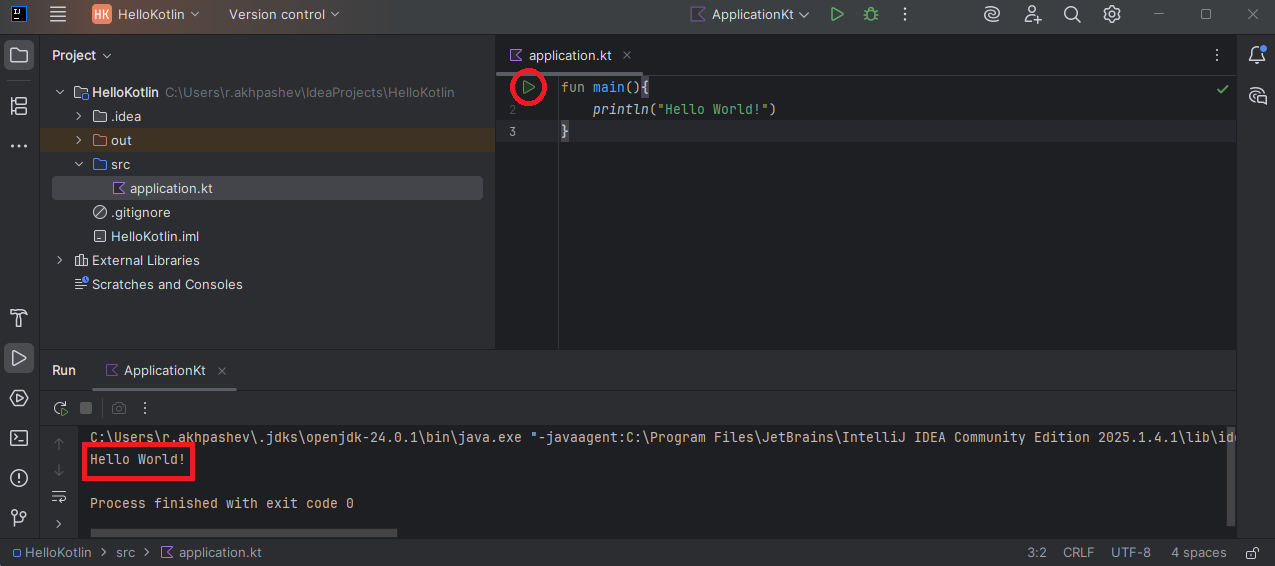 HK HelloKotlin Version control ApplicationKt
Project
HelloKotlin C:\Users\r.akhpashev\IdeaProjects\HelloKotlin
.idea
out
src
application.kt
.gitignore
HelloKotlin.iml
External Libraries
Scratches and Consoles
application.kt
fun main(){
2 println("Hello World!")
3 }
Run ApplicationKt
C:\Users\r.akhpashev\.jdks\openjdk-24.0.1\bin\java.exe "-javaagent:C:\Program Files\JetBrains\IntelliJ IDEA Community Edition 2025.1.4.1\lib\
Hello World!
Process finished with exit code 0
HelloKotlin src application.kt 3:2 CRLF UTF-8 4 spaces